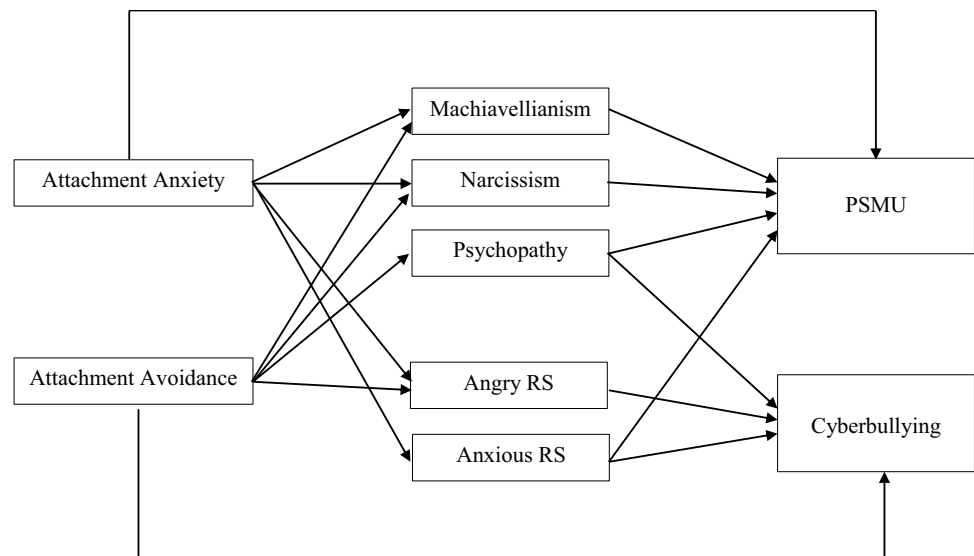 Machiavellianism
Attachment Anxiety
Narcissism
PSMU
Psychopathy
Attachment Avoidance
Angry RS
Cyberbullying
Anxious RS